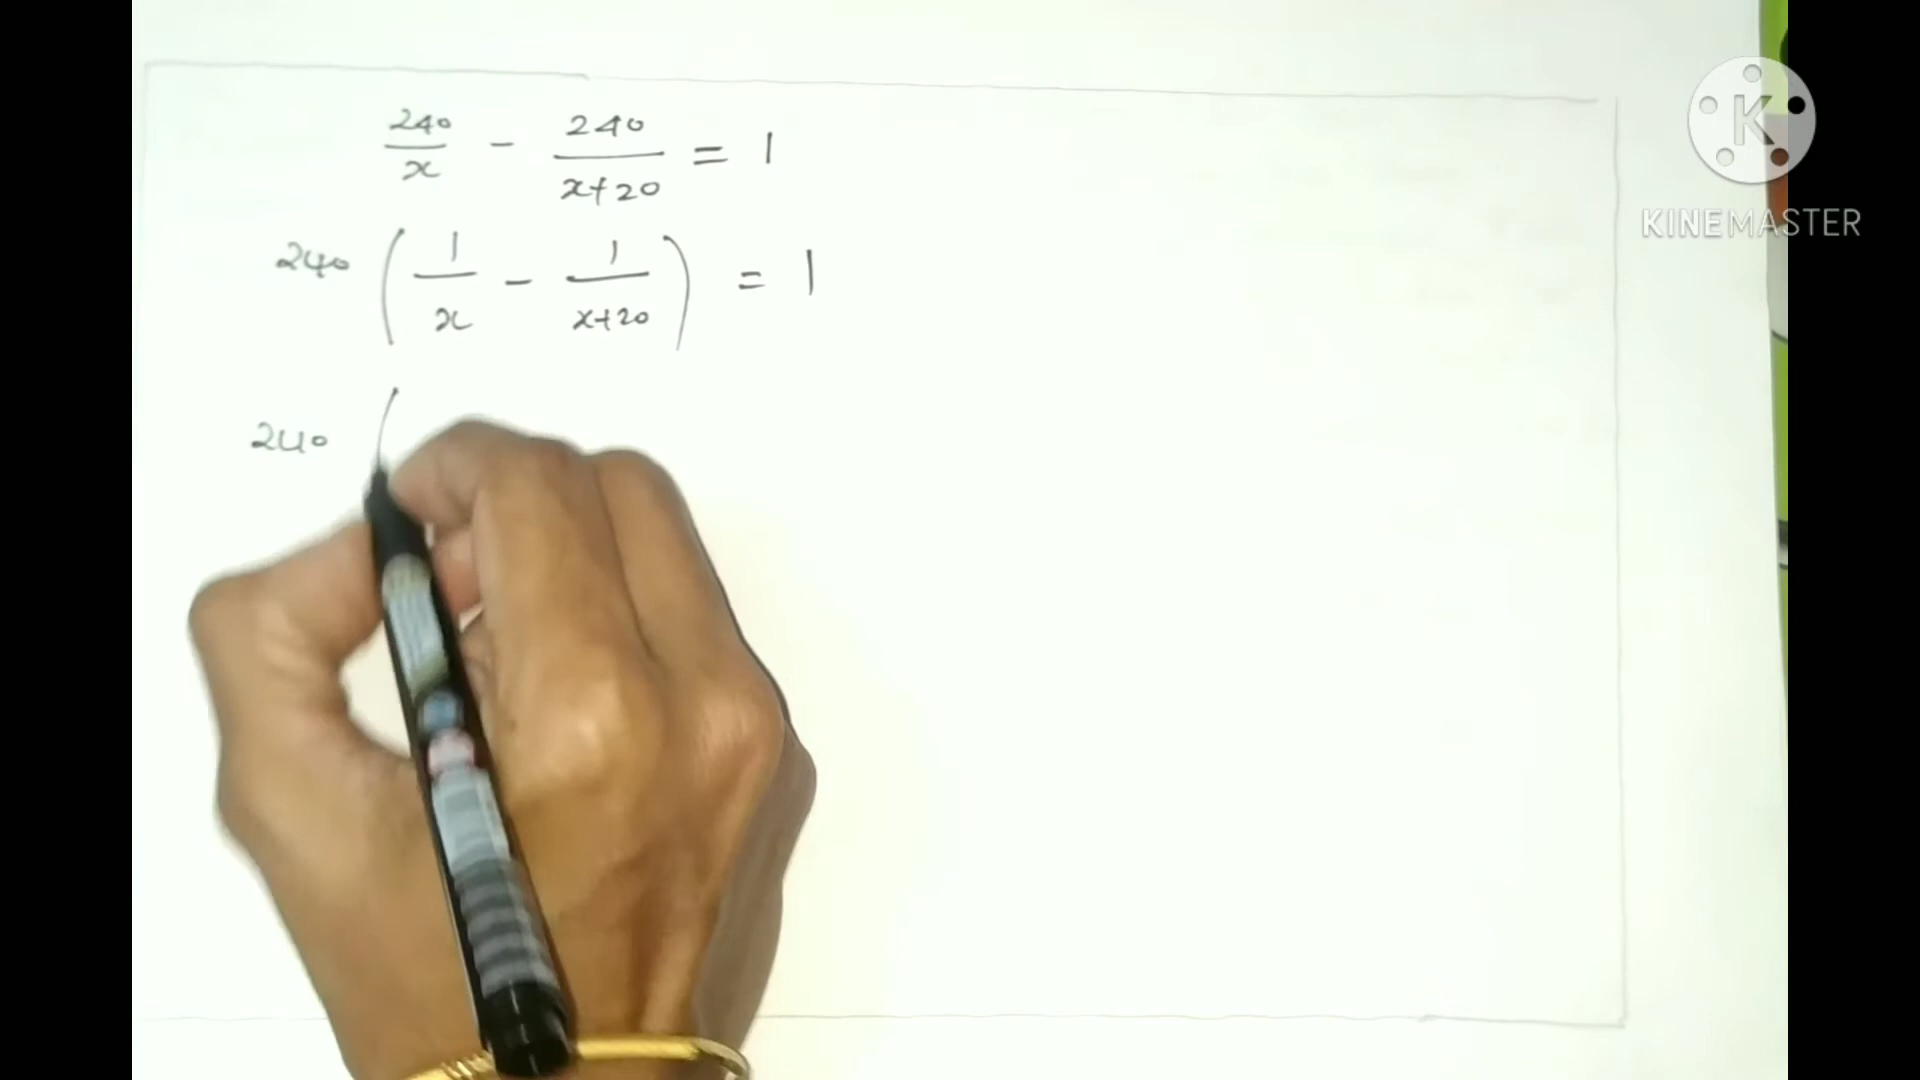 240/x - 240/x+20 = 1
240 ( 1/x - 1/x+20 ) = 1
240 (
K
KINEMASTER